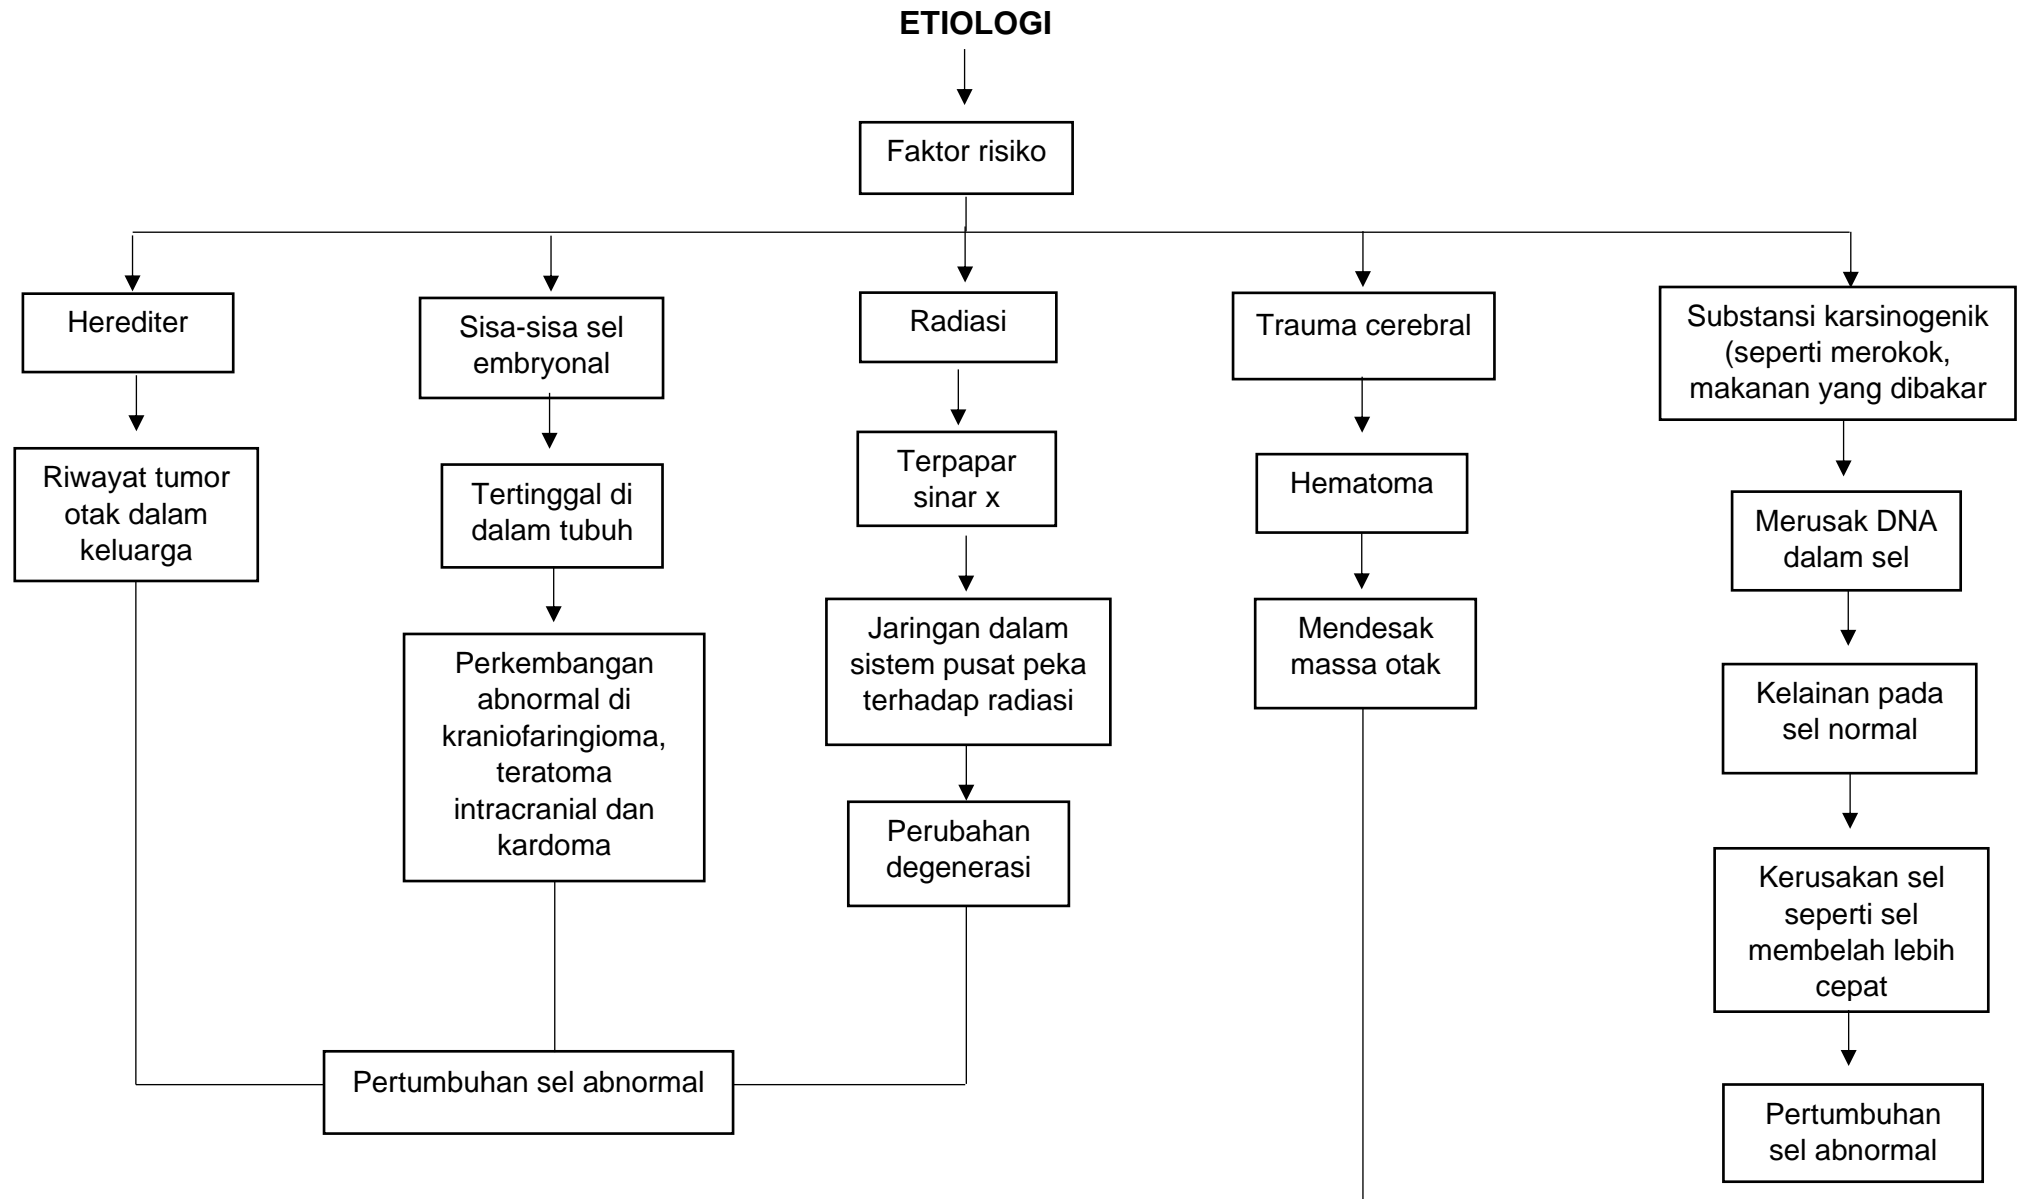 ETIOLOGI
Faktor risiko
Herediter
Riwayat tumor
otak dalam
keluarga
Sisa-sisa sel
embryonal
Tertinggal di
dalam tubuh
Perkembangan
abnormal di
kraniofaringioma,
teratoma
intracranial dan
kardoma
Radiasi
Terpapar
sinar x
Jaringan dalam
sistem pusat peka
terhadap radiasi
Perubahan
degenerasi
Pertumbuhan sel abnormal
Trauma cerebral
Hematoma
Mendesak
massa otak
Substansi karsinogenik
(seperti merokok,
makanan yang dibakar
Merusak DNA
dalam sel
Kelainan pada
sel normal
Kerusakan sel
seperti sel
membelah lebih
cepat
Pertumbuhan
sel abnormal